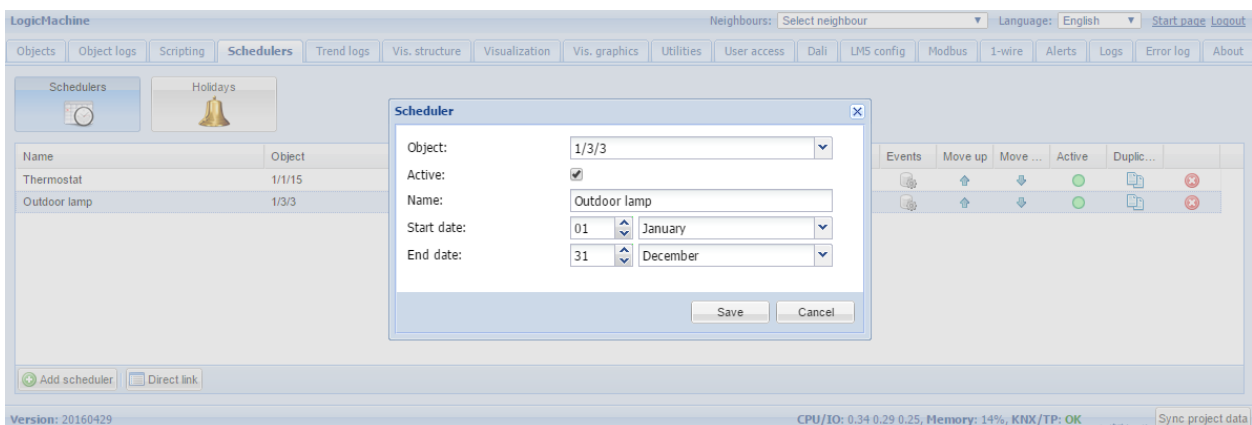 LogicMachine Neighbours: Select neighbour Language: English Start page Logout
Objects Object logs Scripting Schedulers Trend logs Vis. structure Visualization Vis. graphics Utilities User access Dali LMS config Modbus 1-wire Alerts Logs Error log About
Schedulers Holidays
Scheduler
Object: 1/3/3
Active:
Name: Outdoor lamp
Start date: 01 January
End date: 31 December
Save Cancel
Name Object Events Move up Move ... Active Duplic...
Thermostat 1/1/15
Outdoor lamp 1/3/3
Add scheduler Direct link
Version: 20160429 CPU/IO: 0.34 0.29 0.25, Memory: 14%, KNX/TP: OK Sync project data